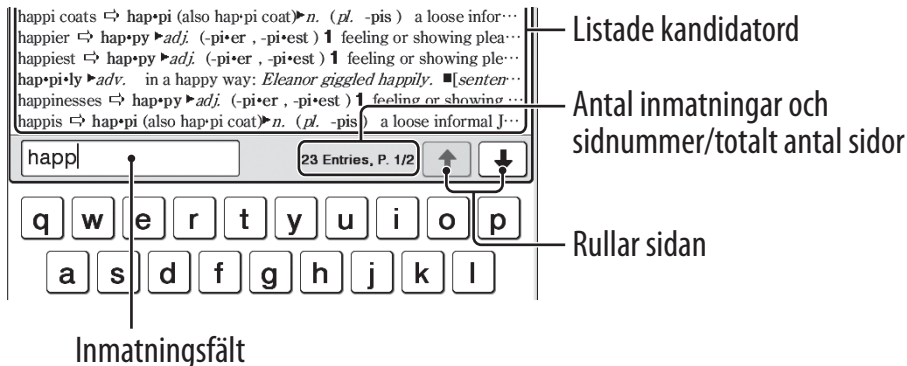 happi coats ⇨ hap•pi (also hap·pi coat)▶n. (pl. -pis ) a loose infor…
happier ⇨ hap•py ▶adj. (-pi•er , -pi•est ) 1 feeling or showing plea…
happiest ⇨ hap•py ▶adj. (-pi•er , -pi•est ) 1 feeling or showing ple…
hap•pi•ly ▶adv. in a happy way: Eleanor giggled happily. ■[senten…
happinesses ⇨ hap•py ▶adj. (-pi•er , -pi•est ) 1 feeling or showing …
happis ⇨ hap•pi (also hap·pi coat)▶n. (pl. -pis ) a loose informal J…
Listade kandidatord
Antal inmatningar och
sidnummer/totalt antal sidor
happ
23 Entries, P. 1/2
Rullar sidan
q w e r t y u i o p
a s d f g h j k l
Inmatningsfält